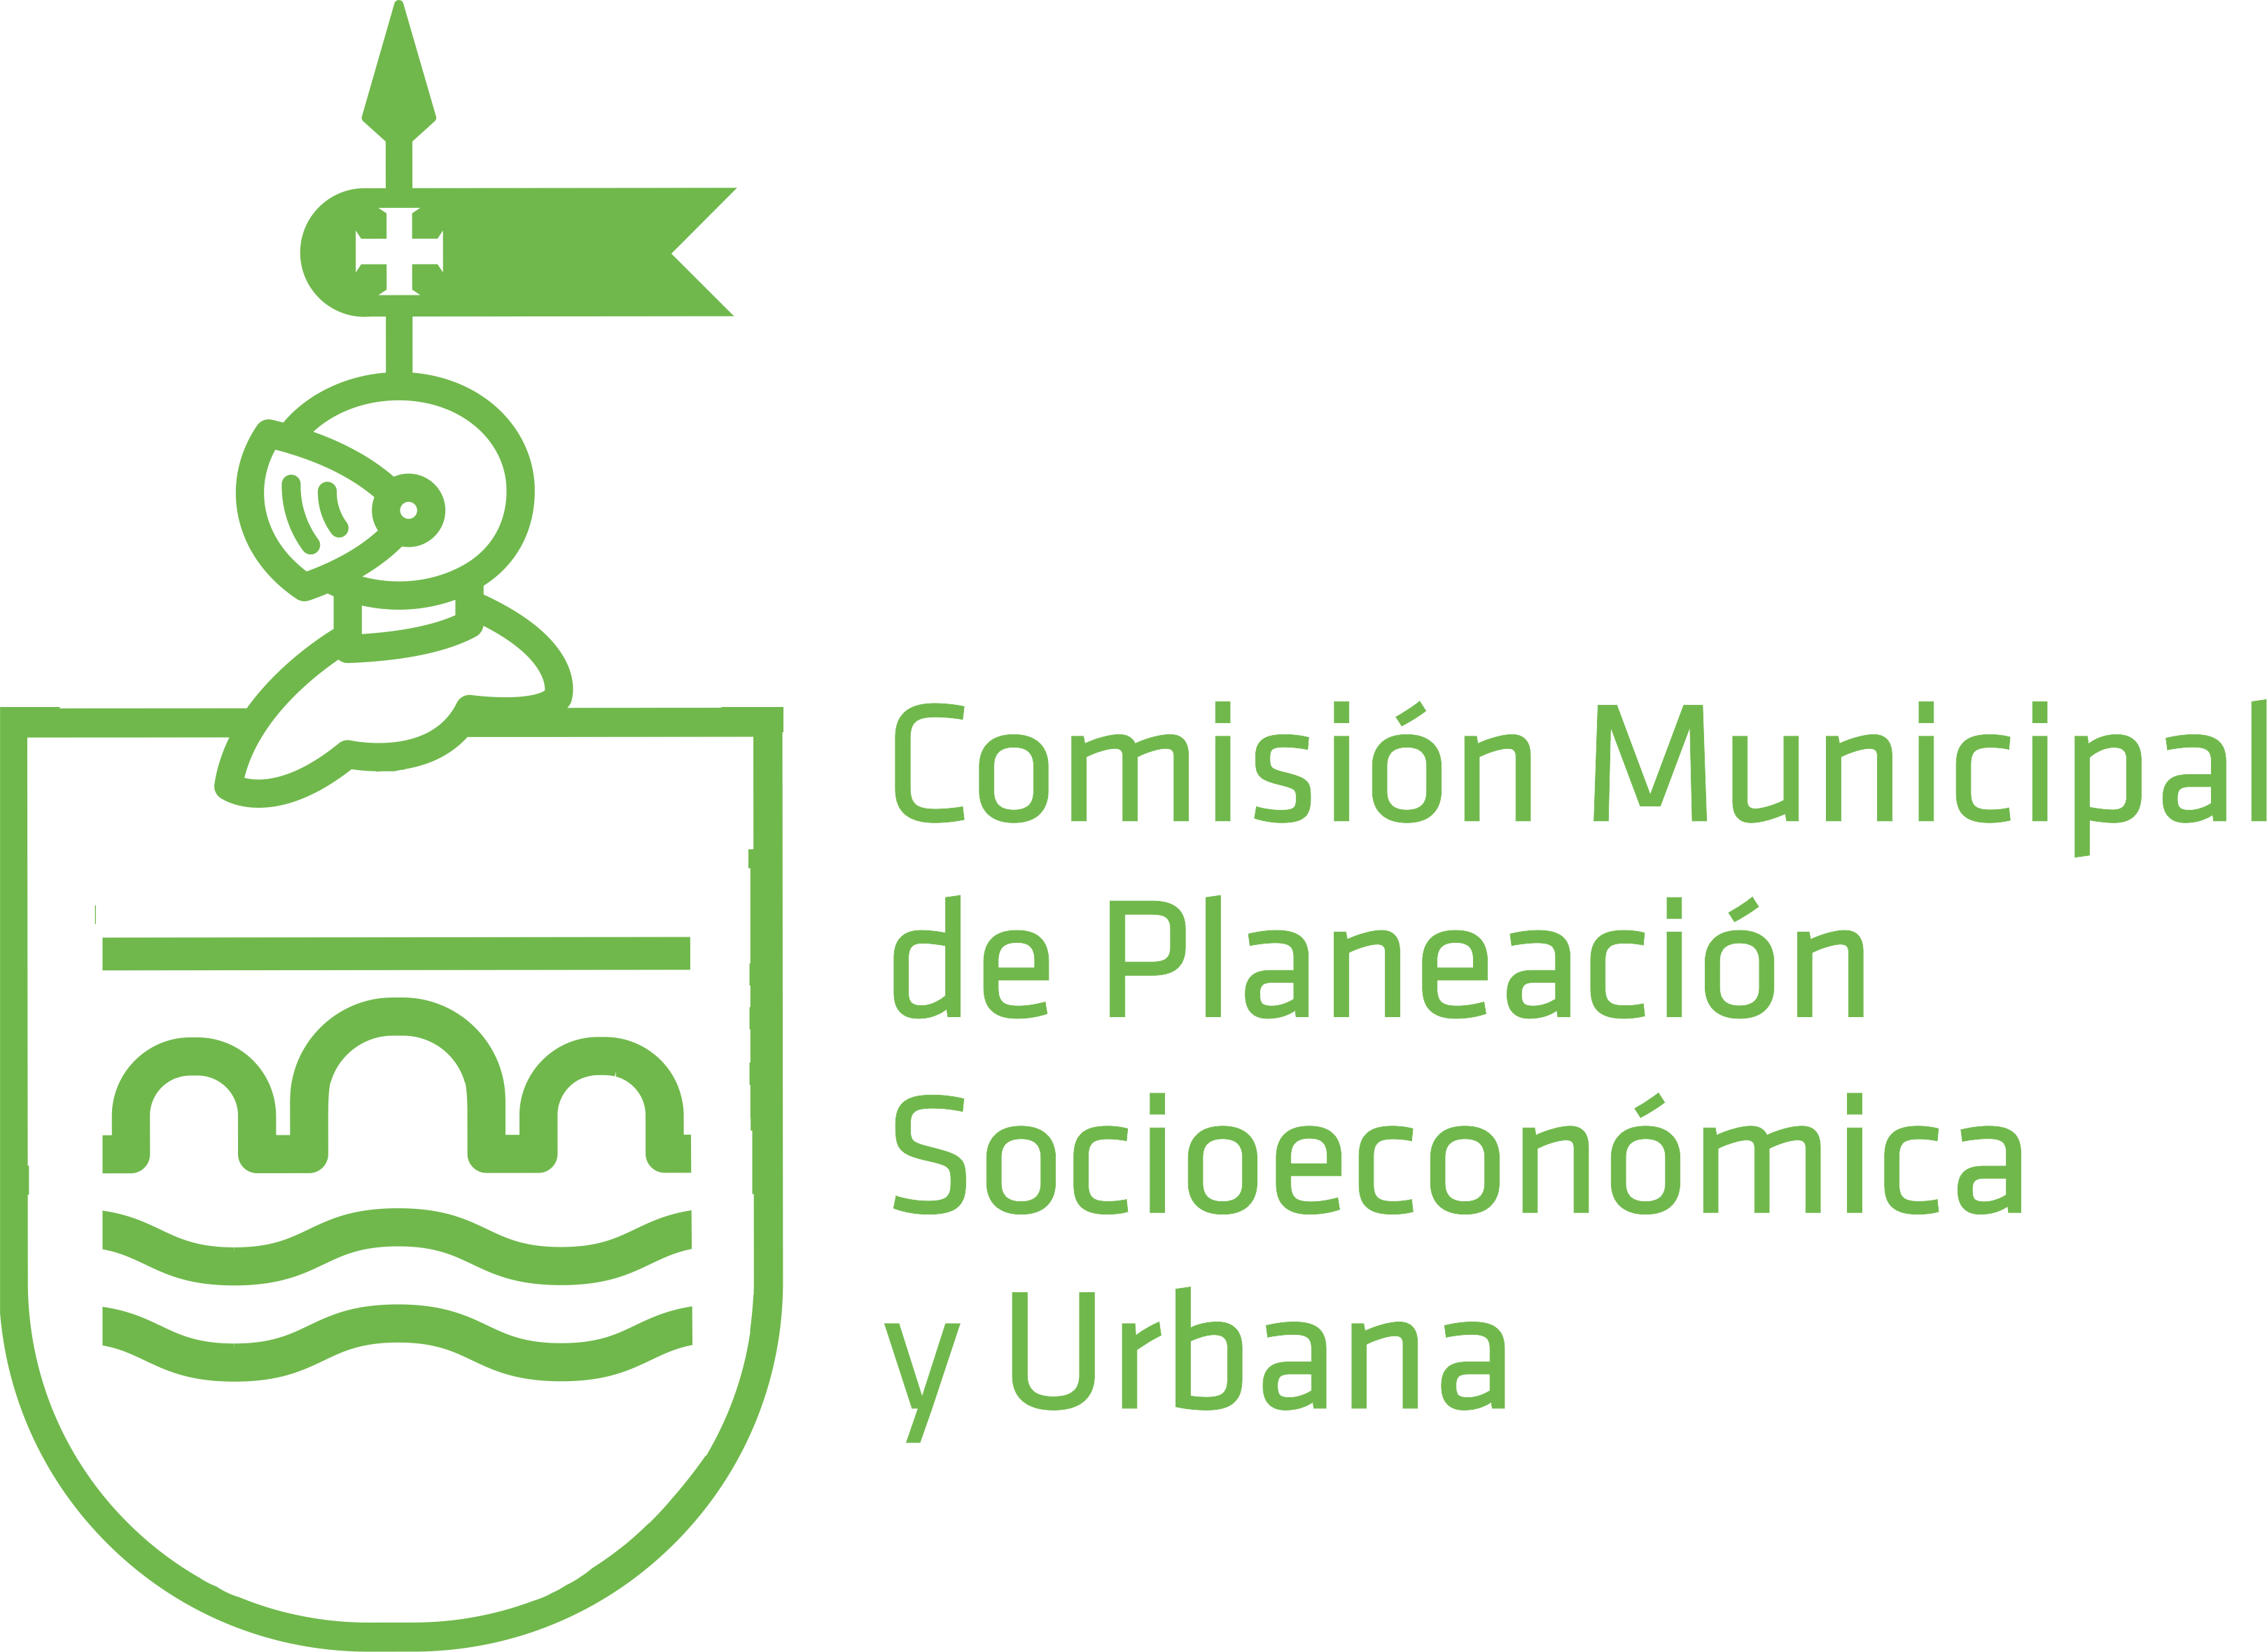 Comisión Municipal
de Planeación
Socioeconómica
y Urbana